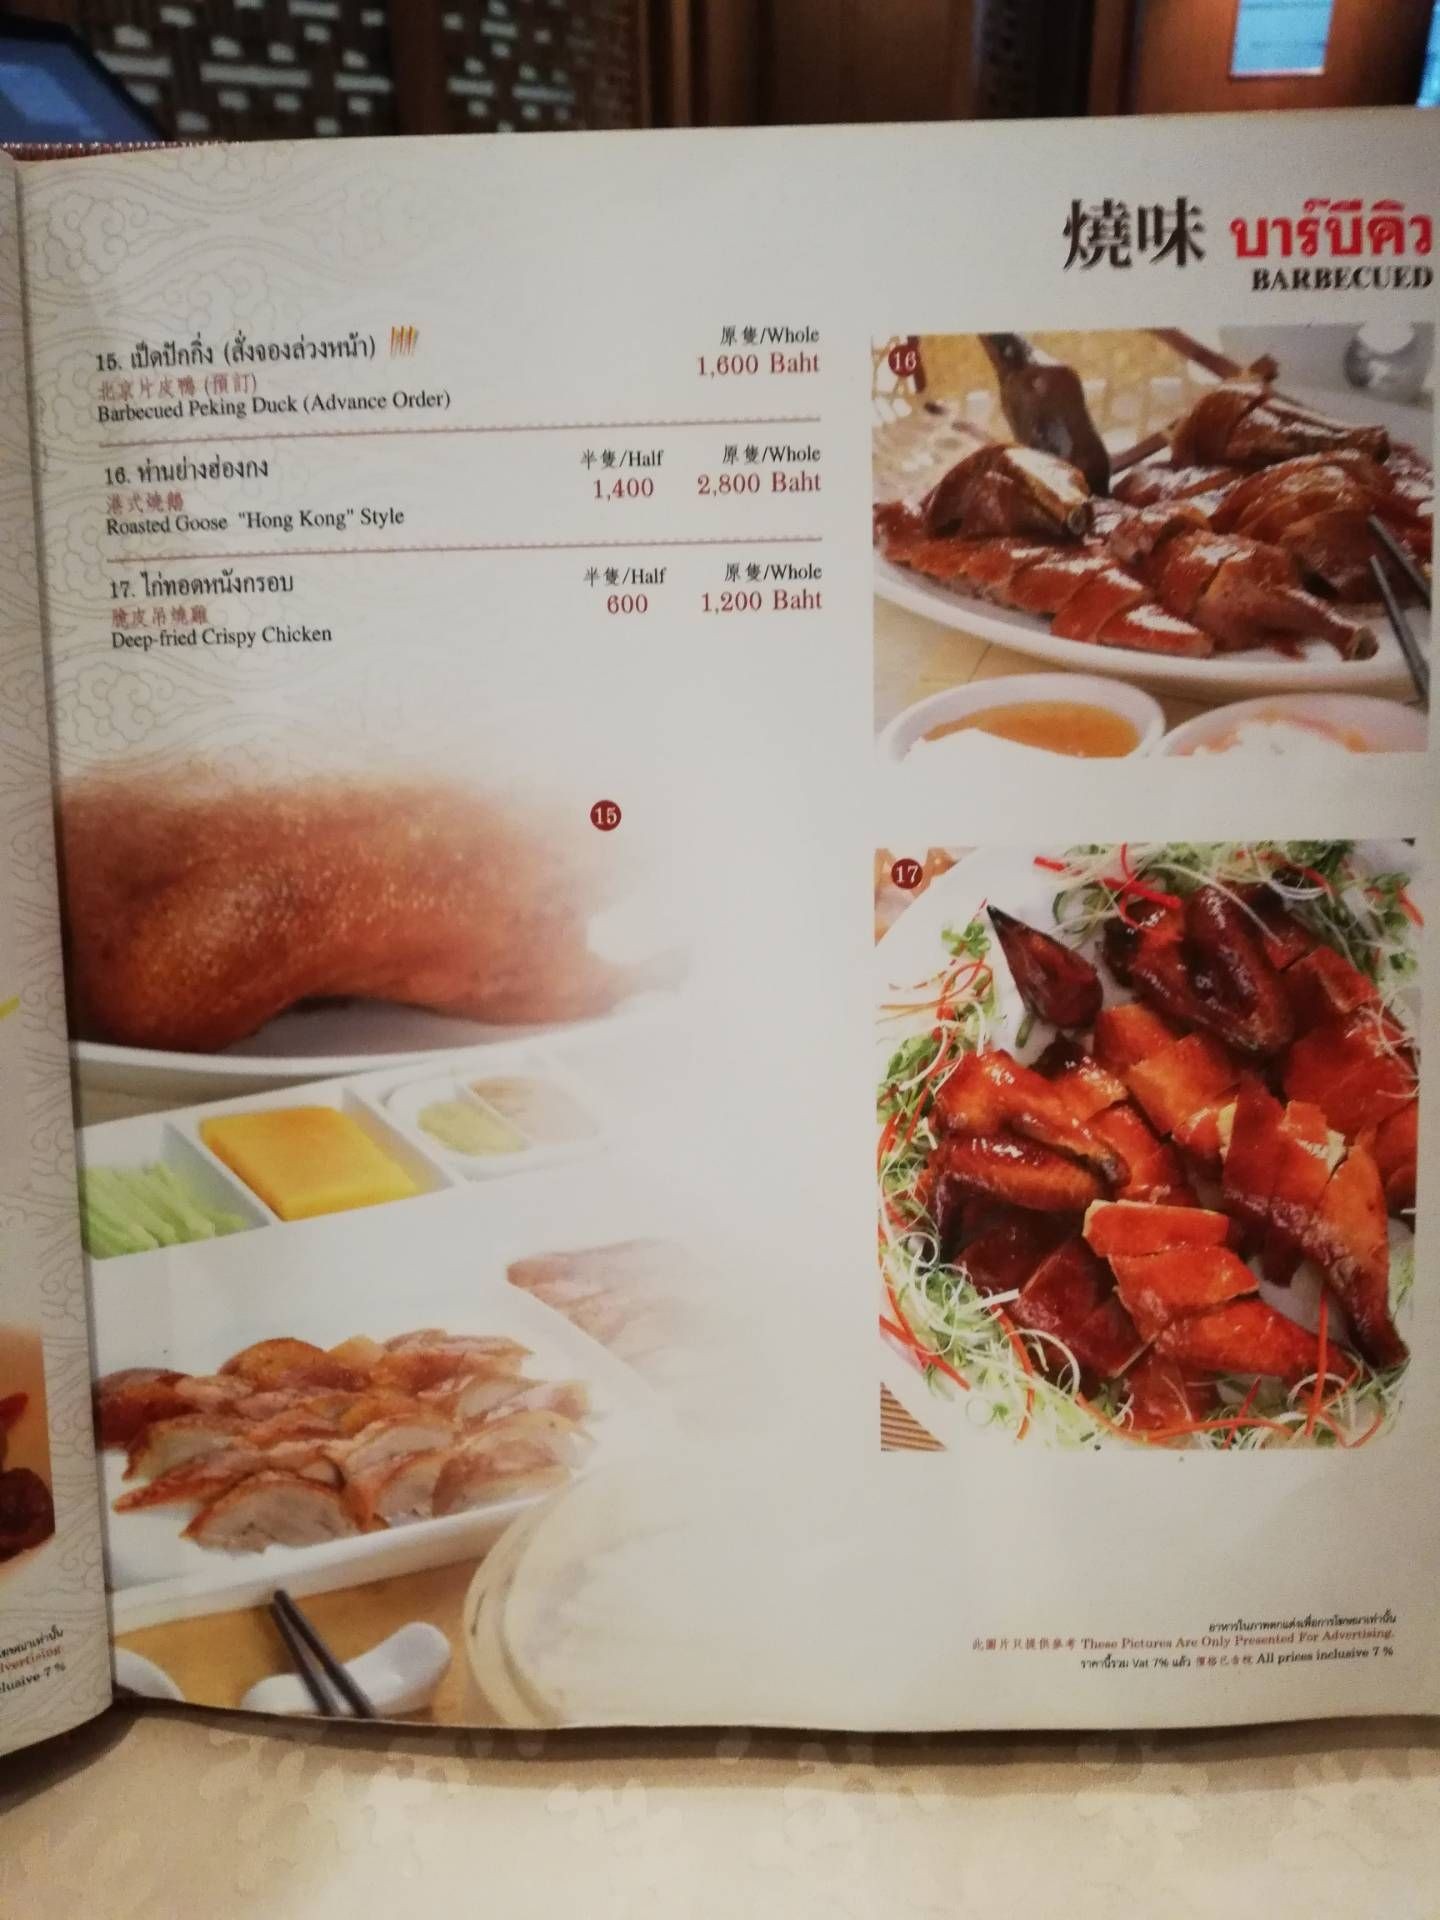 燒味 บาร์บีคิว
BARBECUED
15. เป็ดปักกิ่ง (สั่งจองล่วงหน้า)
原隻/Whole
北京片皮鴨 (預訂)
1,600 Baht
Barbecued Peking Duck (Advance Order)
16. ห่านย่างฮ่องกง
半隻/Half 原隻/Whole
港式燒鵝
1,400 2,800 Baht
Roasted Goose "Hong Kong" Style
17. ไก่ทอดหนังกรอบ
半隻/Half 原隻/Whole
脆皮吊燒雞
600 1,200 Baht
Deep-fried Crispy Chicken
16
15
17
อาหารในภาพตกแต่งเพื่อการโฆษณาเท่านั้น
此圖片只提供參考 These Pictures Are Only Presented For Advertising.
ราคานี้รวม Vat 7% แล้ว 價格已含稅 All prices inclusive 7 %